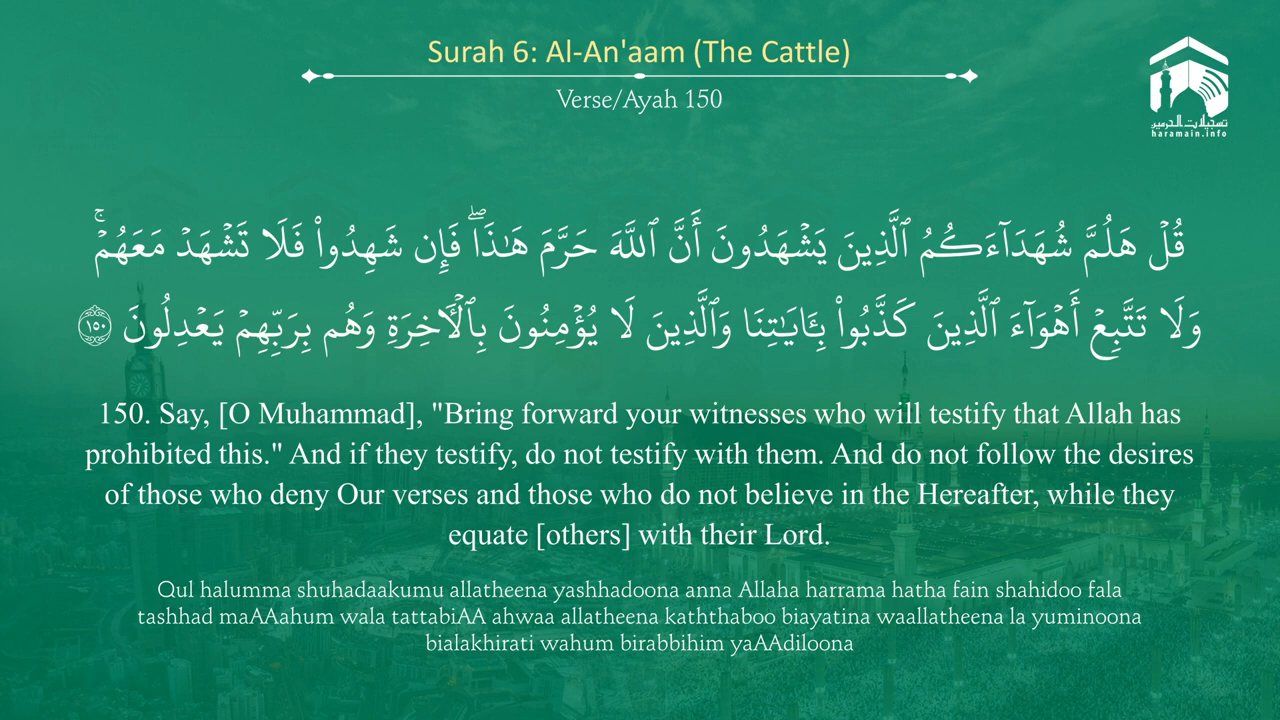 Surah 6: Al-An'aam (The Cattle)
Verse/Ayah 150
تسجيلات الحرمين
haramain.info
قُلۡ هَلُمَّ شُهَدَآءَكُمُ ٱلَّذِينَ يَشۡهَدُونَ أَنَّ ٱللَّهَ حَرَّمَ هَٰذَاۖ فَإِن شَهِدُواْ فَلَا تَشۡهَدۡ مَعَهُمۡۚ
وَلَا تَتَّبِعۡ أَهۡوَآءَ ٱلَّذِينَ كَذَّبُواْ بِـَٔايَٰتِنَا وَٱلَّذِينَ لَا يُؤۡمِنُونَ بِٱلۡأٓخِرَةِ وَهُم بِرَبِّهِمۡ يَعۡدِلُونَ ١٥٠
150. Say, [O Muhammad], "Bring forward your witnesses who will testify that Allah has
prohibited this." And if they testify, do not testify with them. And do not follow the desires
of those who deny Our verses and those who do not believe in the Hereafter, while they
equate [others] with their Lord.
Qul halumma shuhadaakumu allatheena yashhadoona anna Allaha harrama hatha fain shahidoo fala
tashhad maAAahum wala tattabiAA ahwaa allatheena kaththaboo biayatina waallatheena la yuminoona
bialakhirati wahum birabbihim yaAAdiloona